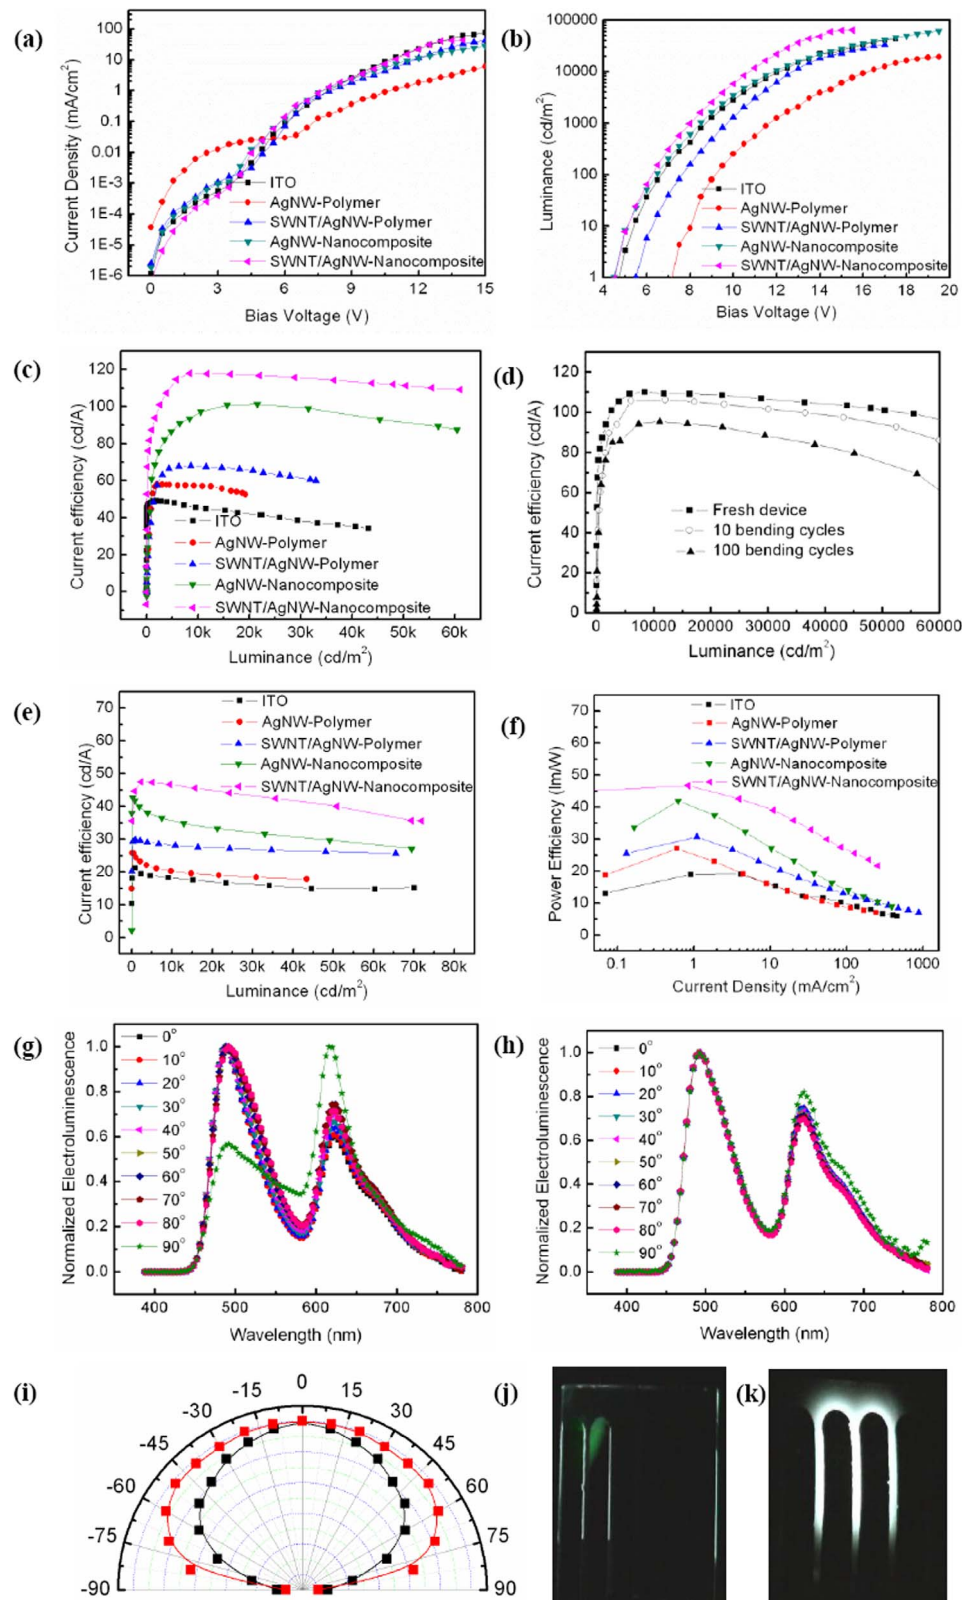 (a)
Current Density (mA/cm²)
100
10
1
0.1
0.01
1E-3
1E-4
1E-5
1E-6
ITO
AgNW-Polymer
SWNT/AgNW-Polymer
AgNW-Nanocomposite
SWNT/AgNW-Nanocomposite
0 3 6 9 12 15
Bias Voltage (V)
(b)
Luminance (cd/m²)
100000
10000
1000
100
10
1
ITO
AgNW-Polymer
SWNT/AgNW-Polymer
AgNW-Nanocomposite
SWNT/AgNW-Nanocomposite
4 6 8 10 12 14 16 18 20
Bias Voltage (V)
(c)
Current efficiency (cd/A)
120
100
80
60
40
20
0
ITO
AgNW-Polymer
SWNT/AgNW-Polymer
AgNW-Nanocomposite
SWNT/AgNW-Nanocomposite
0 10k 20k 30k 40k 50k 60k
Luminance (cd/m²)
(d)
Current efficiency (cd/A)
120
100
80
60
40
20
0
Fresh device
10 bending cycles
100 bending cycles
0 10000 20000 30000 40000 50000 60000
Luminance (cd/m²)
(e)
Current efficiency (cd/A)
70
60
50
40
30
20
10
0
ITO
AgNW-Polymer
SWNT/AgNW-Polymer
AgNW-Nanocomposite
SWNT/AgNW-Nanocomposite
0 10k 20k 30k 40k 50k 60k 70k 80k
Luminance (cd/m²)
(f)
Power Efficiency (lm/W)
70
60
50
40
30
20
10
0
ITO
AgNW-Polymer
SWNT/AgNW-Polymer
AgNW-Nanocomposite
SWNT/AgNW-Nanocomposite
0.1 1 10 100 1000
Current Density (mA/cm²)
(g)
Normalized Electroluminescence
1.0
0.8
0.6
0.4
0.2
0.0
0°
10°
20°
30°
40°
50°
60°
70°
80°
90°
400 500 600 700 800
Wavelength (nm)
(h)
Normalized Electroluminescence
1.0
0.8
0.6
0.4
0.2
0.0
0°
10°
20°
30°
40°
50°
60°
70°
80°
90°
400 500 600 700 800
Wavelength (nm)
(i)
-90 -75 -60 -45 -30 -15 0 15 30 45 60 75 90
(j)
(k)